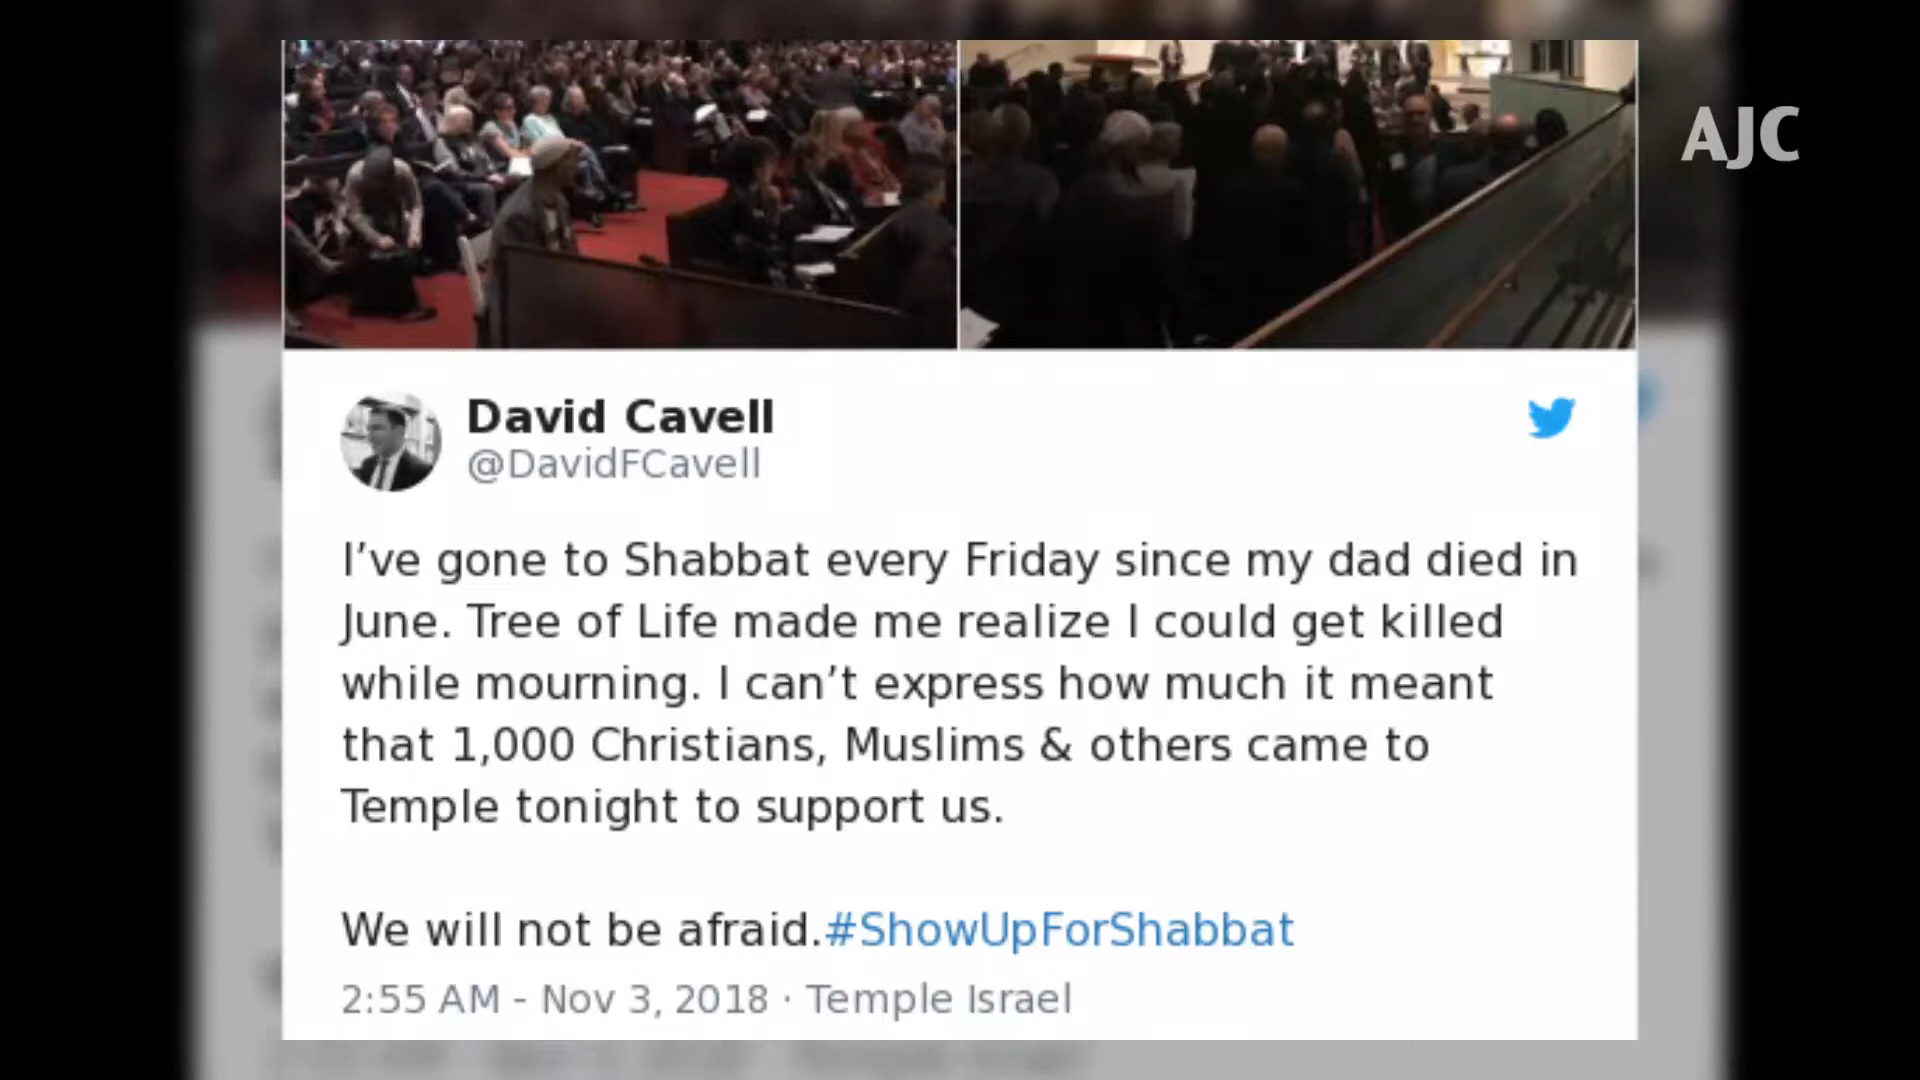 AJC
David Cavell
@DavidFCavell
I’ve gone to Shabbat every Friday since my dad died in
June. Tree of Life made me realize I could get killed
while mourning. I can’t express how much it meant
that 1,000 Christians, Muslims & others came to
Temple tonight to support us.
We will not be afraid.#ShowUpForShabbat
2:55 AM - Nov 3, 2018 · Temple Israel